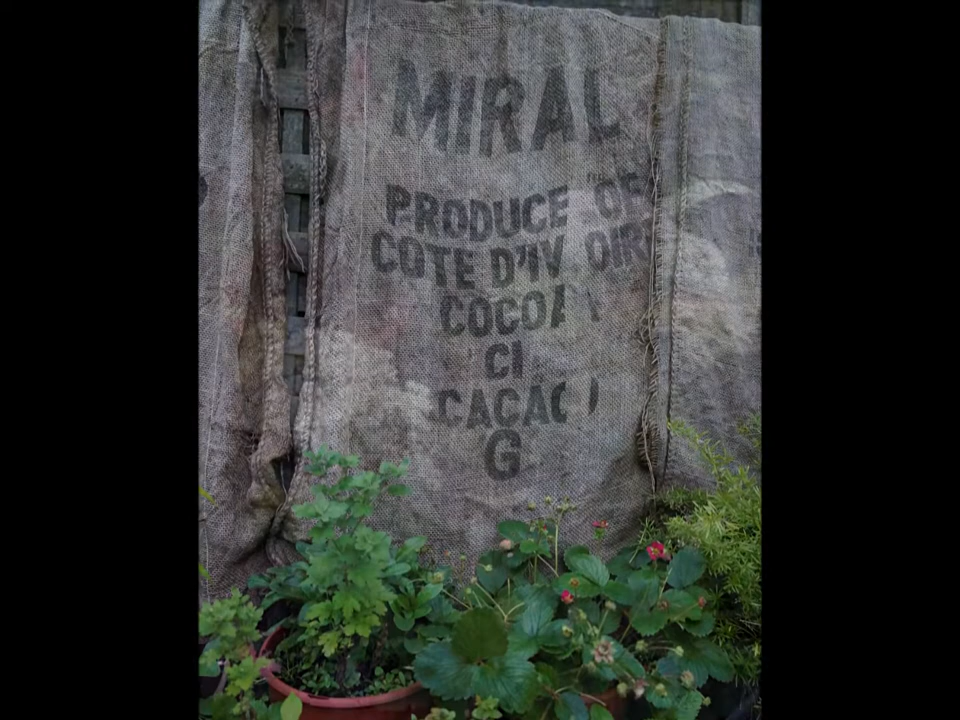 MIRAL
PRODUCE OF
COTE D'IV OIRE
COCOA
CI
CACAO
G